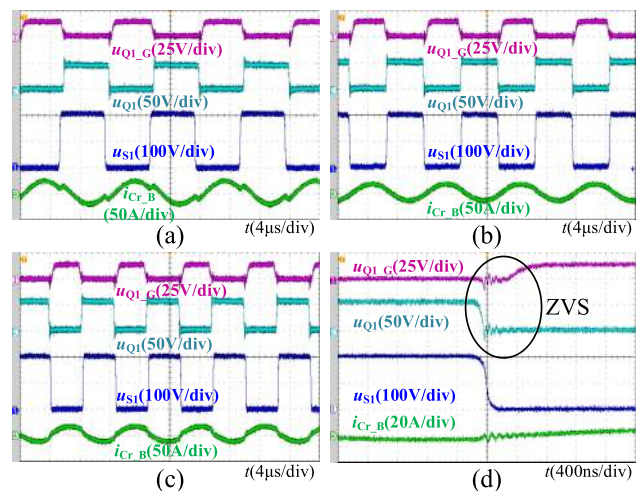 uQ1_G(25V/div)
uQ1(50V/div)
uS1(100V/div)
iCr_B
(50A/div)
(a)
t(4μs/div)
uQ1_G(25V/div)
uQ1(50V/div)
uS1(100V/div)
iCr_B(50A/div)
(b)
t(4μs/div)
uQ1_G(25V/div)
uQ1(50V/div)
uS1(100V/div)
iCr_B(50A/div)
(c)
t(4μs/div)
uQ1_G(25V/div)
ZVS
uQ1(50V/div)
uS1(100V/div)
iCr_B(20A/div)
(d)
t(400ns/div)